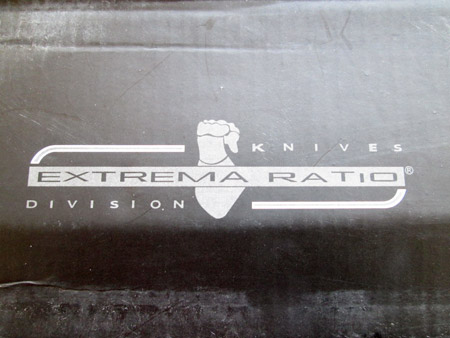 KNIVES
EXTREMA RATIO®
DIVISION